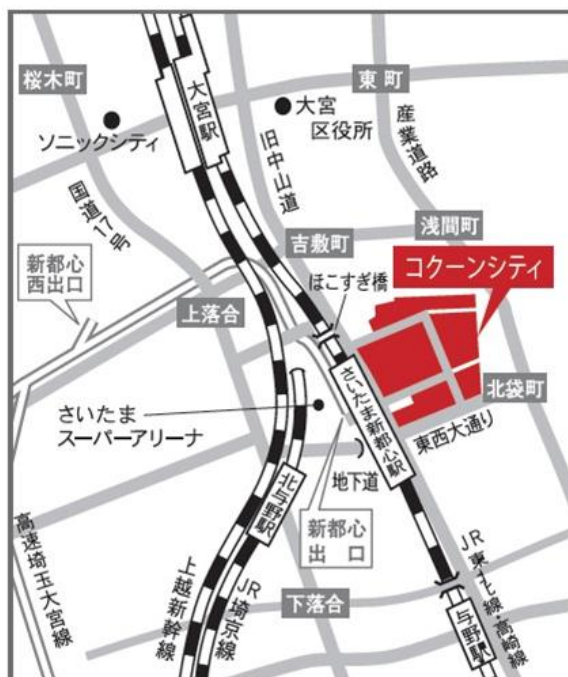 桜木町
大宮駅
東町
ソニックシティ
大宮
区役所
旧中山道
産業道路
国道17号
浅間町
吉敷町
コクーンシティ
新都心
西出口
ほこすぎ橋
上落合
さいたま新都心駅
北袋町
さいたま
スーパーアリーナ
東西大通り
地下道
北与野駅
新都心
出口
高速埼玉大宮線
上越新幹線
JR埼京線
下落合
JR東北線・高崎線
与野駅